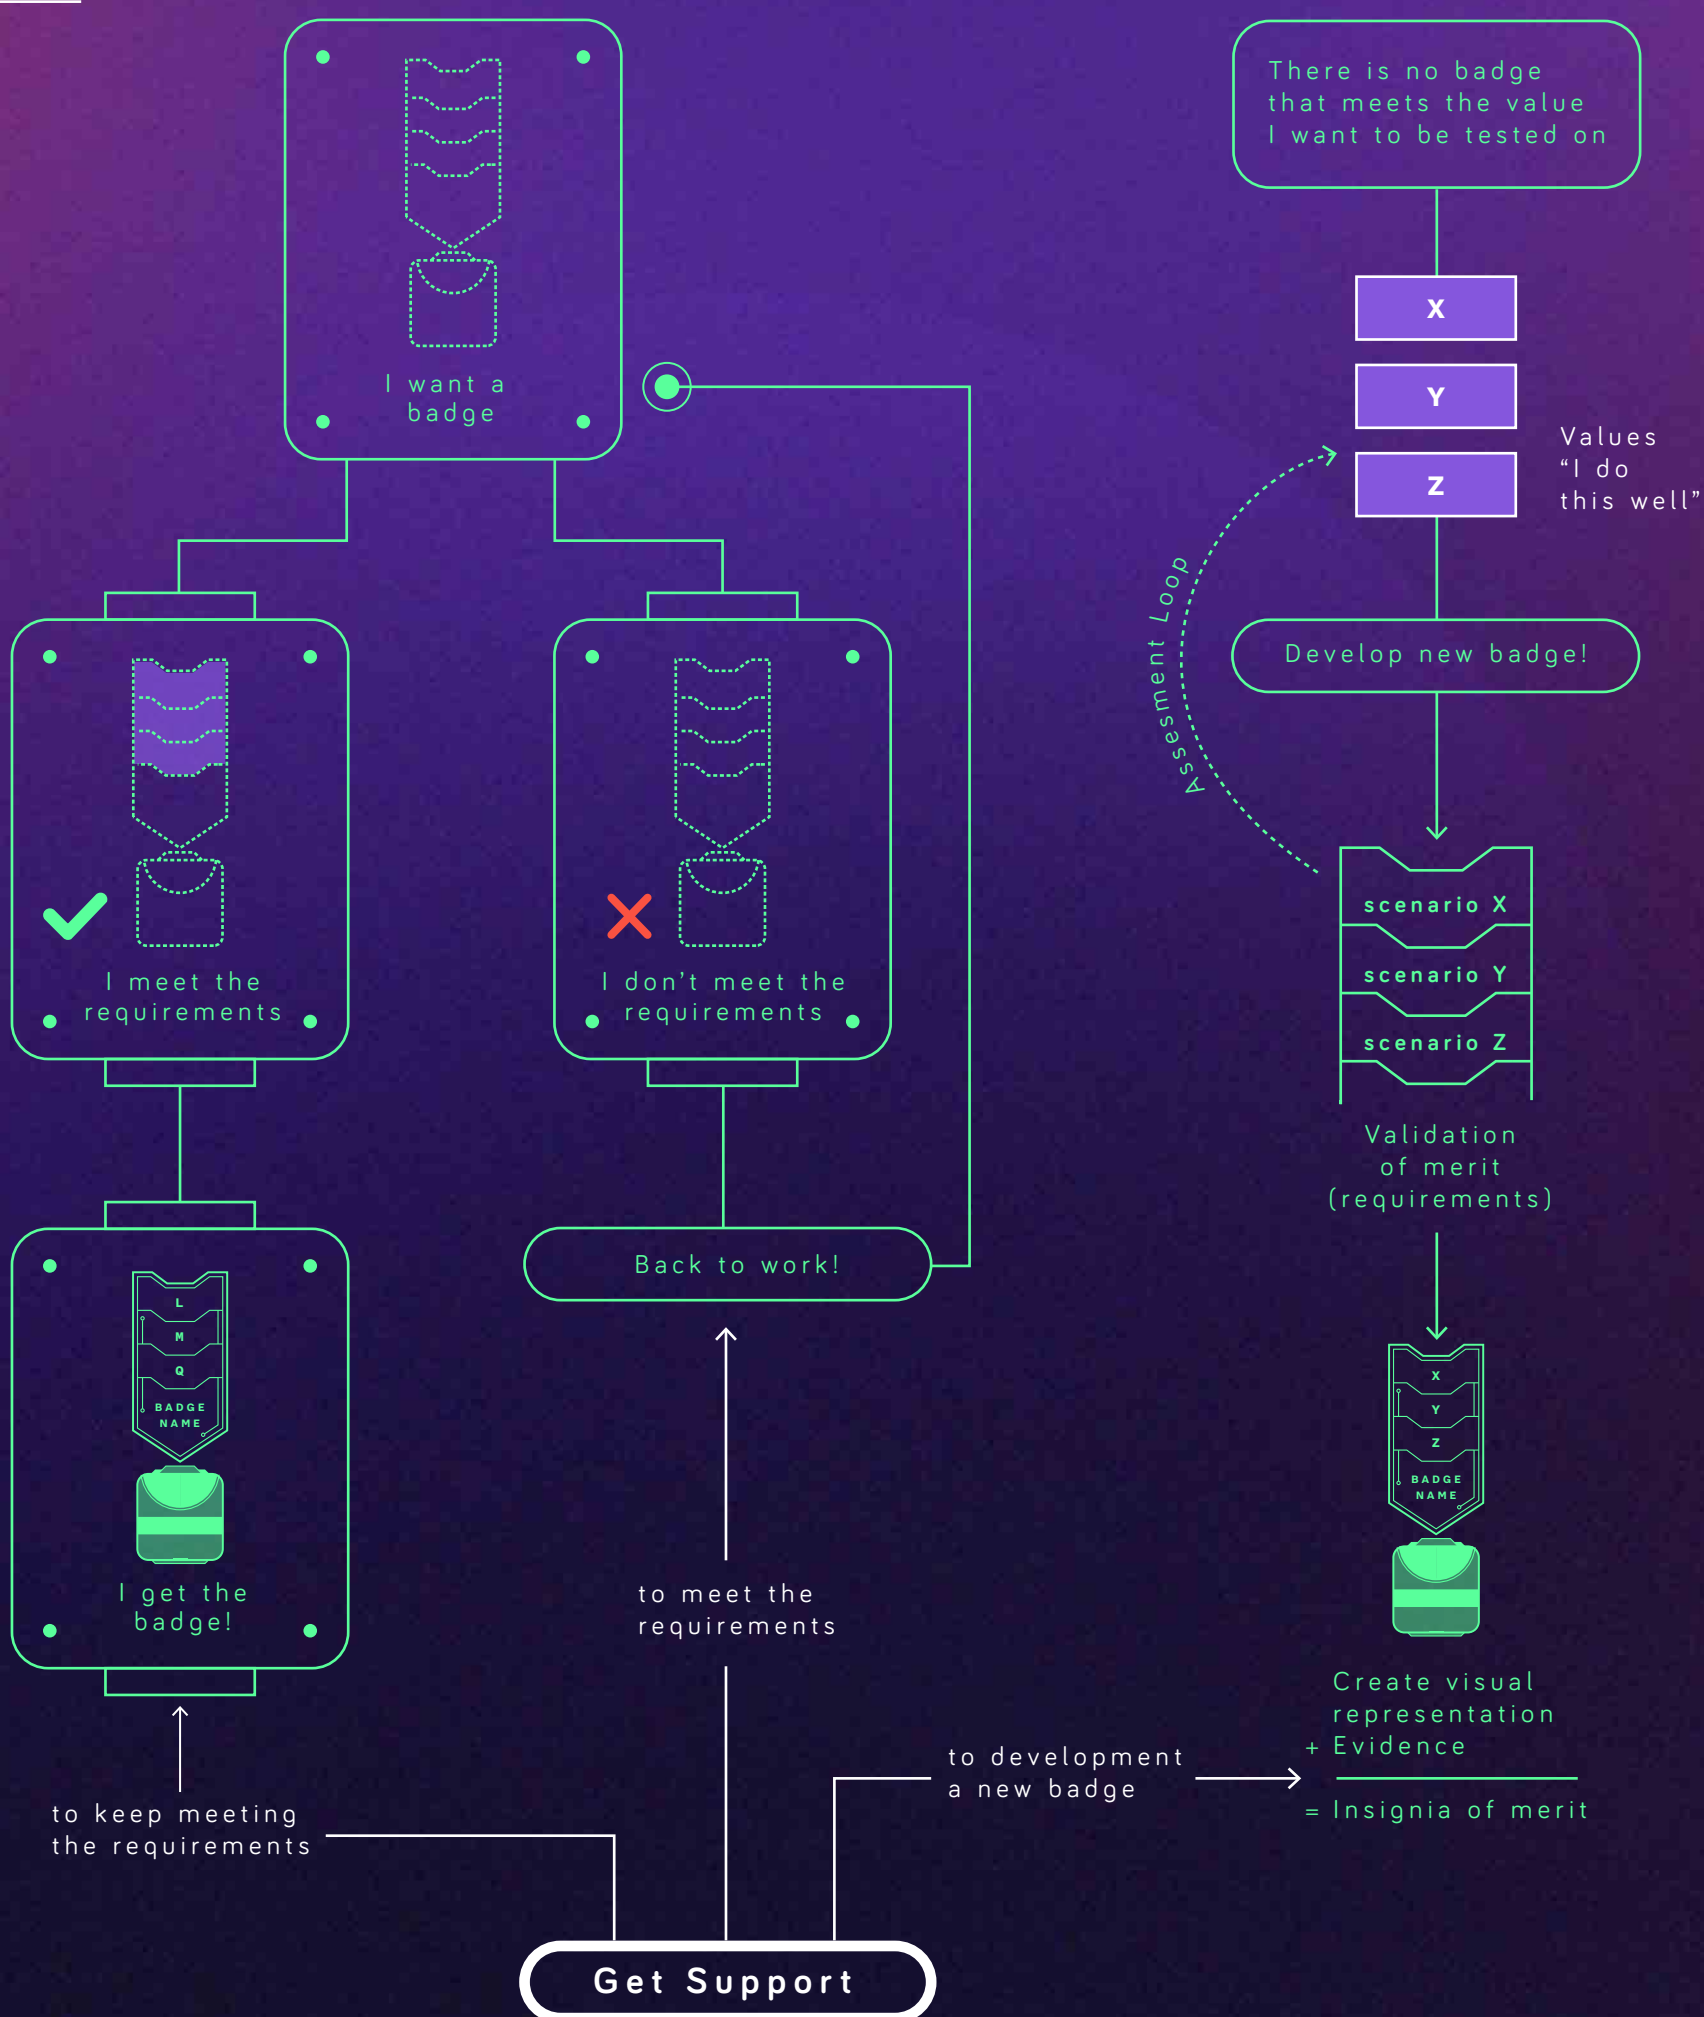 I want a
badge
I meet the
requirements
I don’t meet the
requirements
L
M
Q
BADGE
NAME
I get the
badge!
Back to work!
to meet the
requirements
to keep meeting
the requirements
There is no badge
that meets the value
I want to be tested on
X
Y
Z
Values
“I do
this well”
Assesment Loop
Develop new badge!
scenario X
scenario Y
scenario Z
Validation
of merit
(requirements)
X
Y
Z
BADGE
NAME
Create visual
representation
+ Evidence
= Insignia of merit
to development
a new badge
Get Support